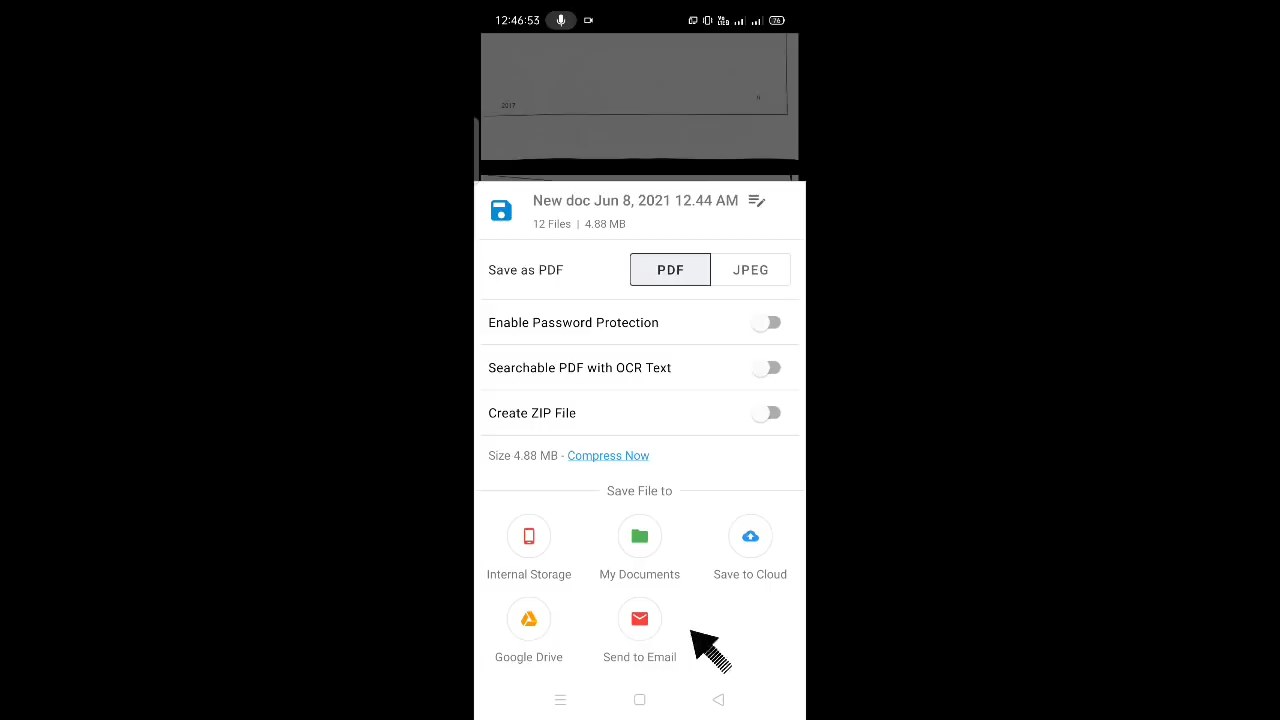 12:46:53
76
2017
New doc Jun 8, 2021 12.44 AM
12 Files | 4.88 MB
Save as PDF
PDF
JPEG
Enable Password Protection
Searchable PDF with OCR Text
Create ZIP File
Size 4.88 MB - Compress Now
Save File to
Internal Storage
My Documents
Save to Cloud
Google Drive
Send to Email